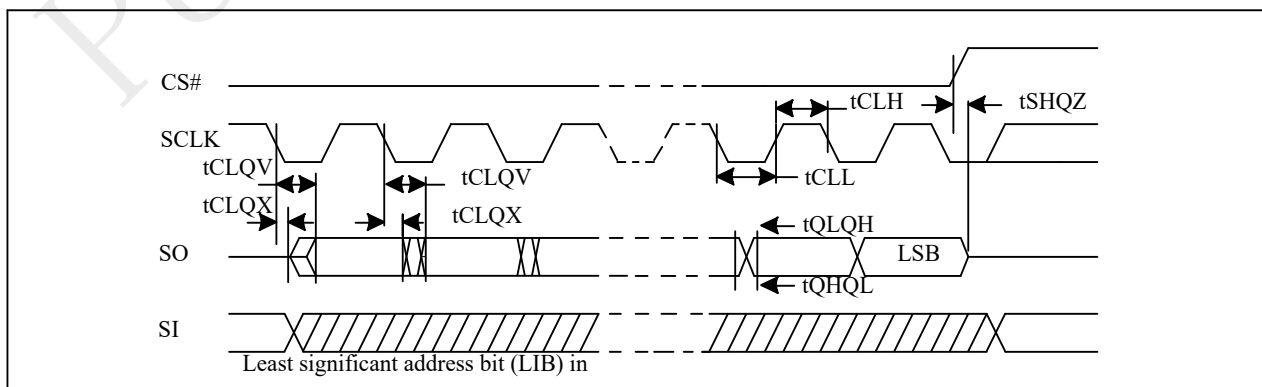 CS#
tCLH
tSHQZ
SCLK
tCLQV
tCLQV
tCLL
tCLQX
tCLQX
tQLQH
SO
LSB
tQHQL
SI
Least significant address bit (LIB) in